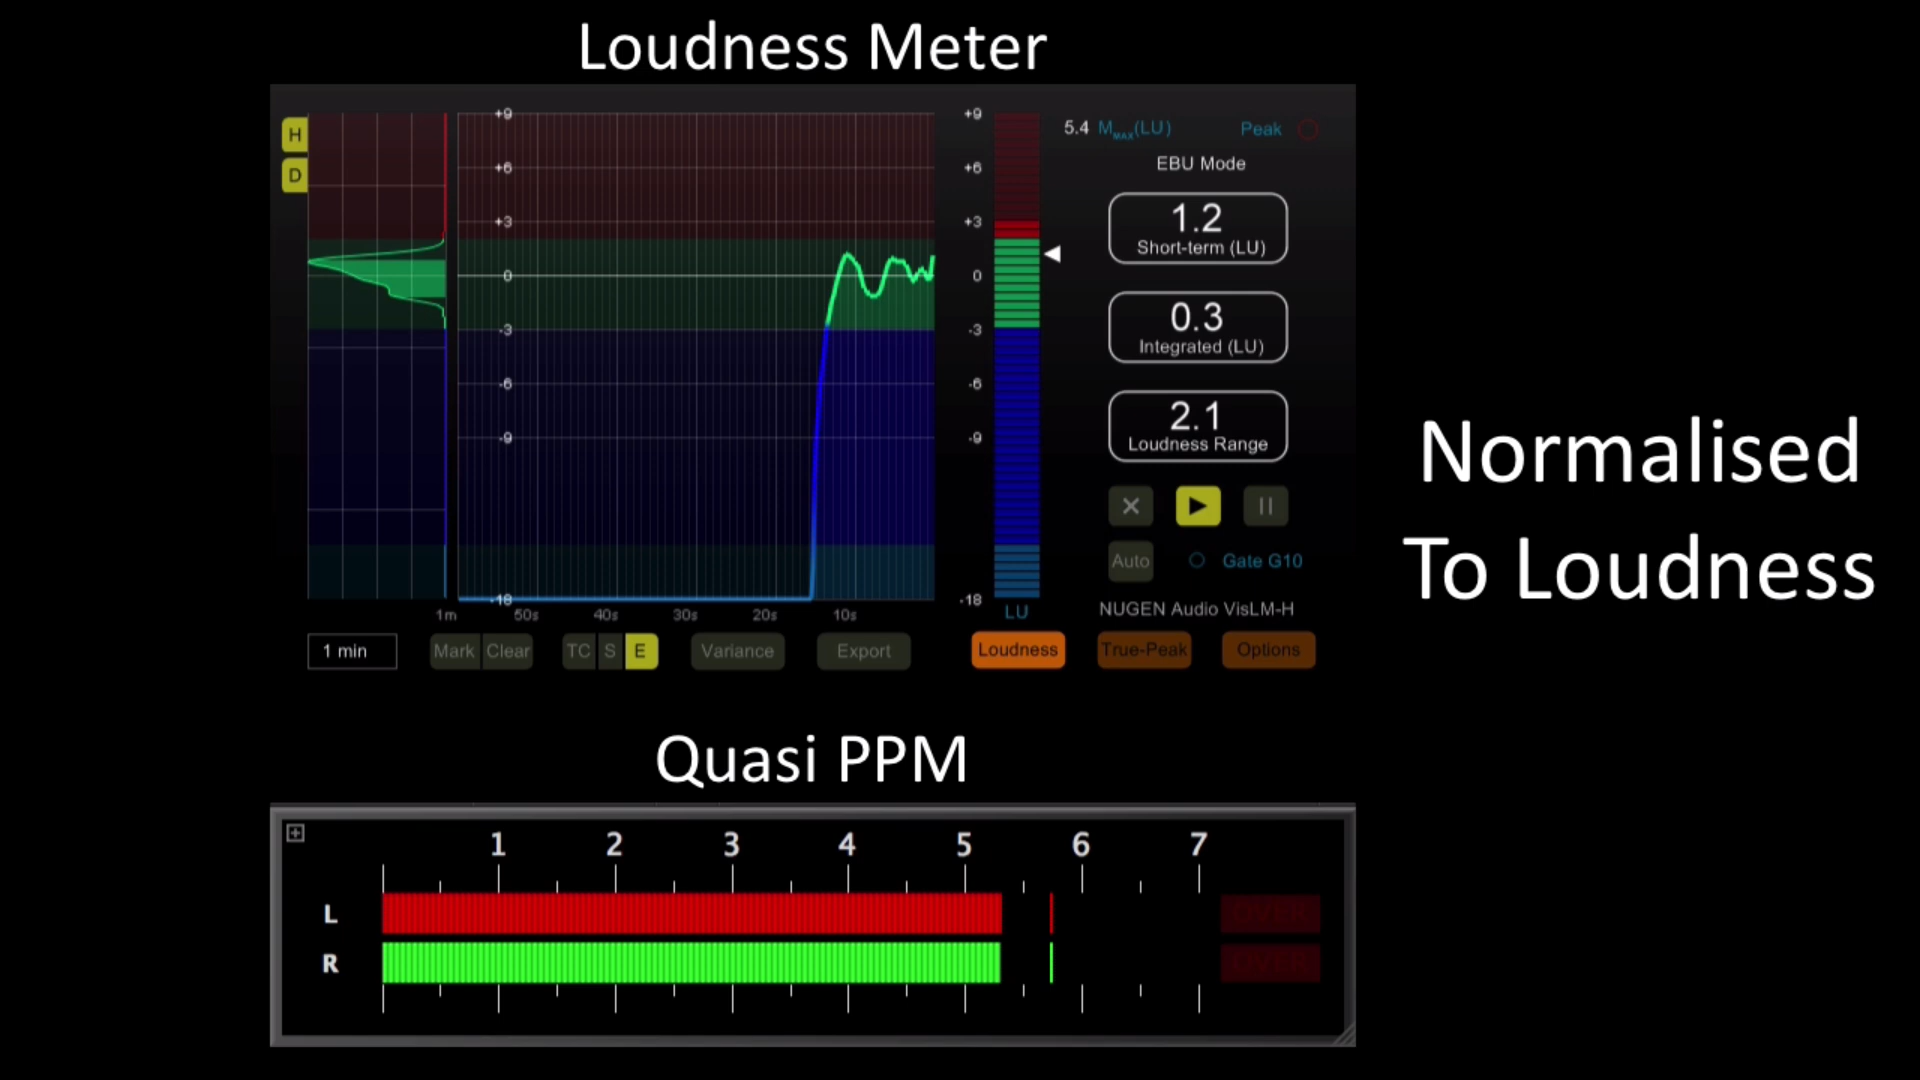 Loudness Meter
H
D
+9
+6
+3
0
-3
-6
-9
-18
1m 50s 40s 30s 20s 10s
+9
+6
+3
0
-3
-6
-9
-18
LU
5.4 MMAX(LU) Peak
EBU Mode
1.2
Short-term (LU)
0.3
Integrated (LU)
2.1
Loudness Range
Auto Gate G10
NUGEN Audio VisLM-H
1 min Mark Clear TC S E Variance Export Loudness True-Peak Options
Normalised
To Loudness
Quasi PPM
1 2 3 4 5 6 7
L OVER
R OVER